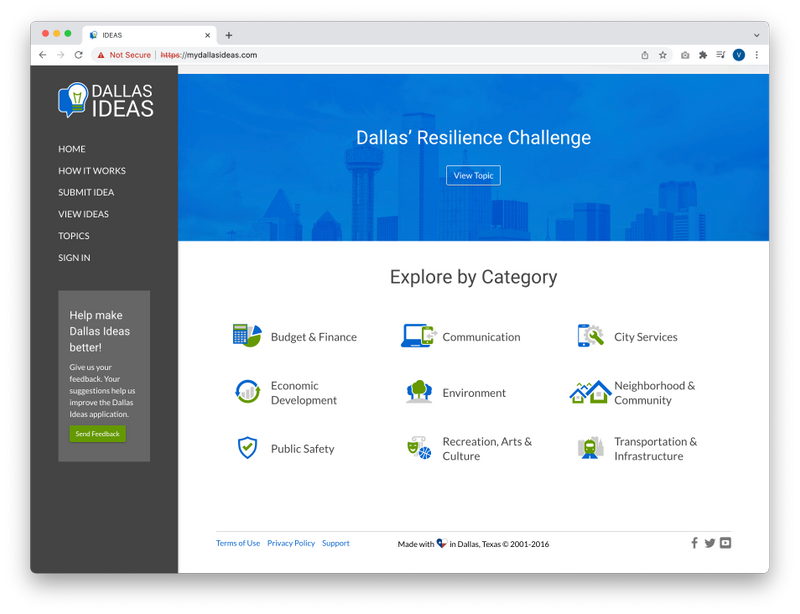 IDEAS
Not Secure https://mydallasideas.com
V
DALLAS
IDEAS
HOME
HOW IT WORKS
SUBMIT IDEA
VIEW IDEAS
TOPICS
SIGN IN
Help make
Dallas Ideas
better!
Give us your
feedback. Your
suggestions help us
improve the Dallas
Ideas application.
Send Feedback
Dallas’ Resilience Challenge
View Topic
Explore by Category
Budget & Finance
Communication
City Services
Economic
Development
Environment
Neighborhood &
Community
Public Safety
Recreation, Arts &
Culture
Transportation &
Infrastructure
Terms of Use Privacy Policy Support
Made with in Dallas, Texas © 2001-2016